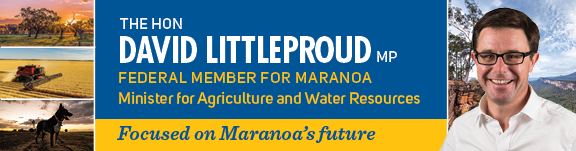 THE HON
DAVID LITTLEPROUD MP
FEDERAL MEMBER FOR MARANOA
Minister for Agriculture and Water Resources
Focused on Maranoa's future